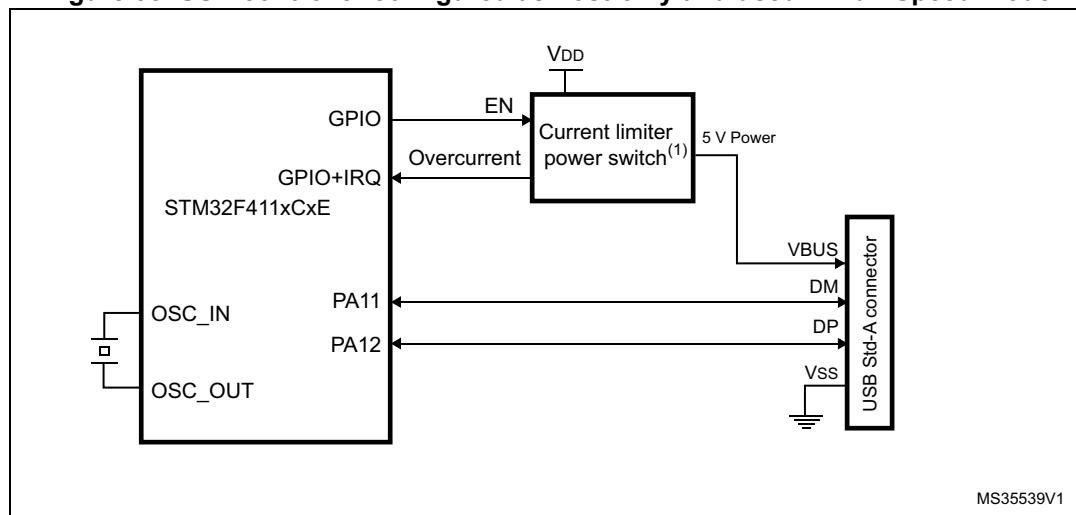 VDD
GPIO
EN
Current limiter
power switch(1)
5 V Power
Overcurrent
GPIO+IRQ
STM32F411xCxE
VBUS
DM
PA11
OSC_IN
DP
PA12
VSS
OSC_OUT
USB Std-A connector
MS35539V1